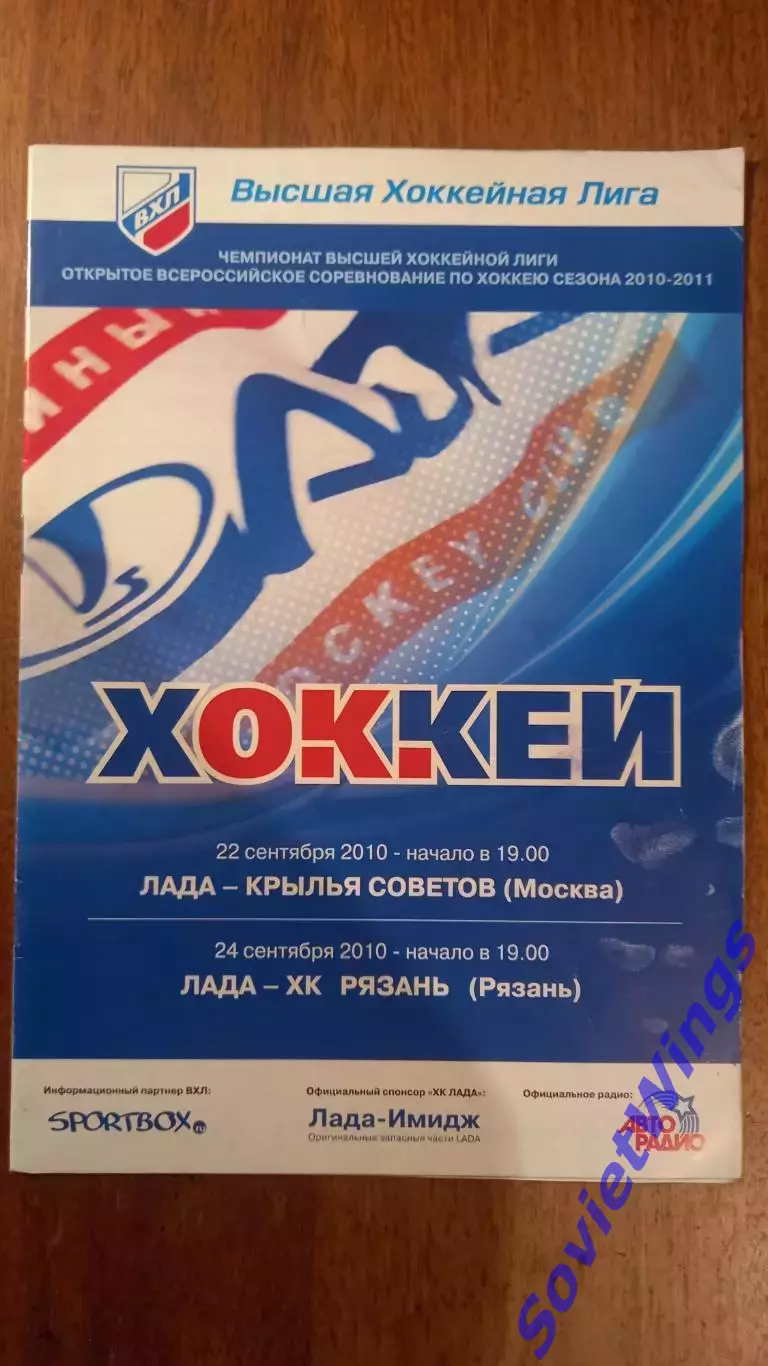 ВХЛ
Высшая Хоккейная Лига
ЧЕМПИОНАТ ВЫСШЕЙ ХОККЕЙНОЙ ЛИГИ
ОТКРЫТОЕ ВСЕРОССИЙСКОЕ СОРЕВНОВАНИЕ ПО ХОККЕЮ СЕЗОНА 2010-2011
HOCKEY CLUB
ХОККЕЙ
22 сентября 2010 - начало в 19.00
ЛАДА – КРЫЛЬЯ СОВЕТОВ (Москва)
24 сентября 2010 - начало в 19.00
ЛАДА – ХК РЯЗАНЬ (Рязань)
Информационный партнер ВХЛ:
SPORTBOX.ru
Официальный спонсор «ХК ЛАДА»:
Лада-Имидж
Оригинальные запасные части LADA
Официальное радио:
АВТО
РАДИО
SovietWings